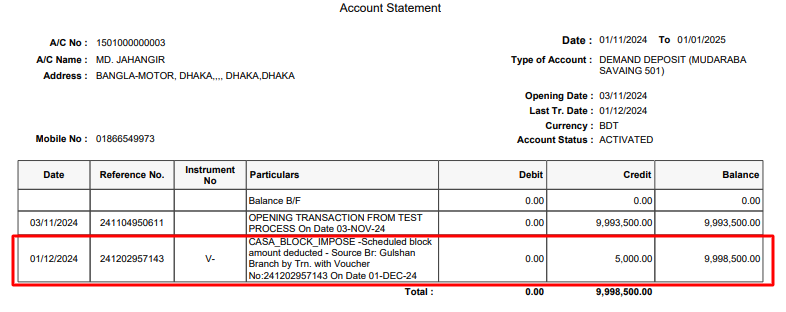 Account Statement
A/C No : 1501000000003
Date : 01/11/2024 To 01/01/2025
A/C Name : MD. JAHANGIR
Type of Account : DEMAND DEPOSIT (MUDARABA
SAVAING 501)
Address : BANGLA-MOTOR, DHAKA,,,, DHAKA,DHAKA
Opening Date : 03/11/2024
Last Tr. Date : 01/12/2024
Currency : BDT
Mobile No : 01866549973
Account Status : ACTIVATED
Date Reference No. Instrument No Particulars Debit Credit Balance
Balance B/F 0.00 0.00 0.00
03/11/2024 241104950611 OPENING TRANSACTION FROM TEST
PROCESS On Date 03-NOV-24 0.00 9,993,500.00 9,993,500.00
CASA_BLOCK_IMPOSE -Scheduled block
amount deducted - Source Br: Gulshan
01/12/2024 241202957143 V- Branch by Trn. with Voucher 0.00 5,000.00 9,998,500.00
No:241202957143 On Date 01-DEC-24
Total : 0.00 9,998,500.00